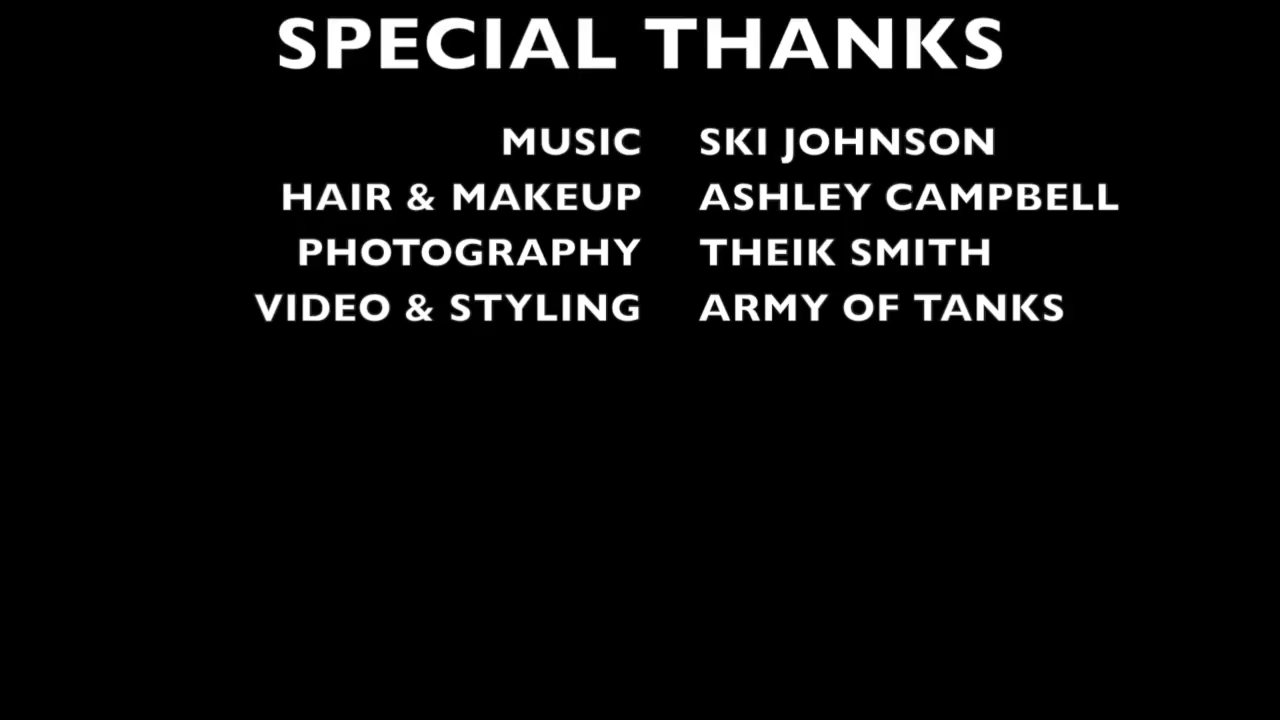 SPECIAL THANKS
MUSIC SKI JOHNSON
HAIR & MAKEUP ASHLEY CAMPBELL
PHOTOGRAPHY THEIK SMITH
VIDEO & STYLING ARMY OF TANKS